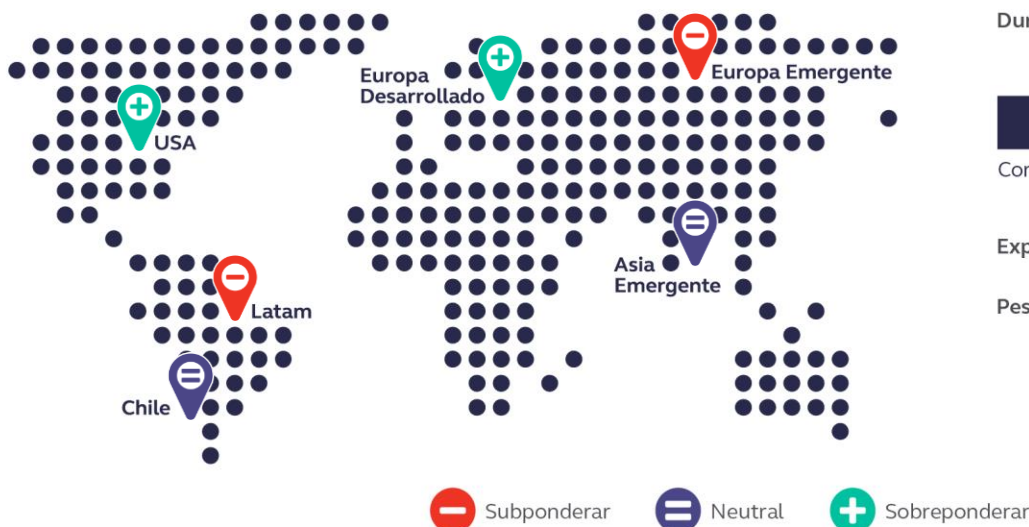 Europa
Desarrollado
Europa Emergente
USA
Asia
Emergente
Latam
Chile
Subponderar
Neutral
Sobreponderar